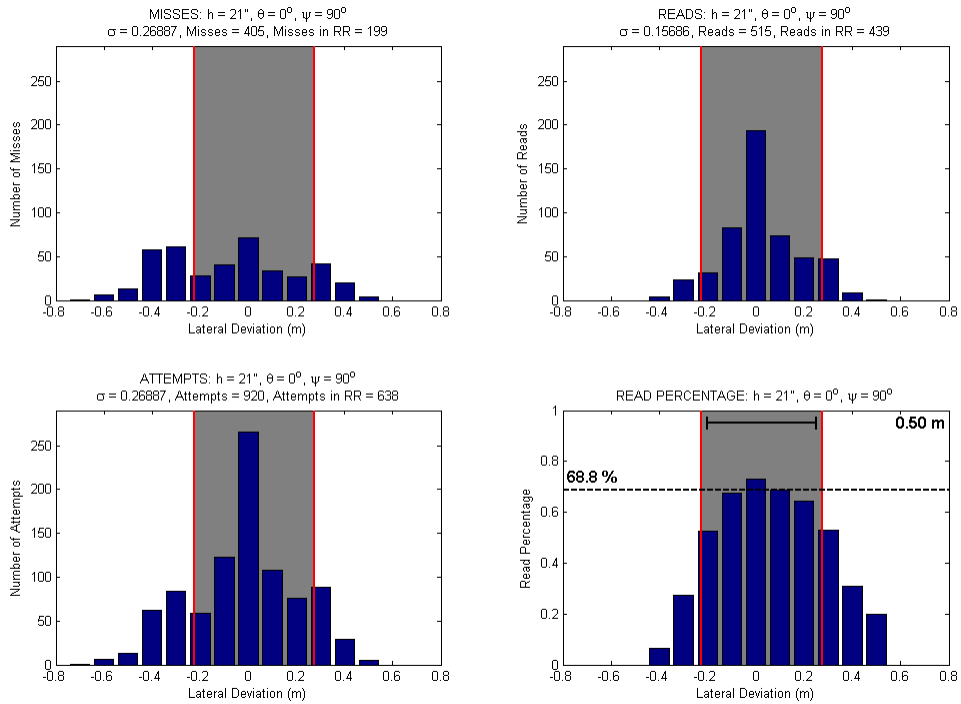 MISSES: h = 21", θ = 0°, ψ = 90°
σ = 0.26887, Misses = 405, Misses in RR = 199
Number of Misses
250
200
150
100
50
0
-0.8 -0.6 -0.4 -0.2 0 0.2 0.4 0.6 0.8
Lateral Deviation (m)
READS: h = 21", θ = 0°, ψ = 90°
σ = 0.15686, Reads = 515, Reads in RR = 439
Number of Reads
250
200
150
100
50
0
-0.8 -0.6 -0.4 -0.2 0 0.2 0.4 0.6 0.8
Lateral Deviation (m)
ATTEMPTS: h = 21", θ = 0°, ψ = 90°
σ = 0.26887, Attempts = 920, Attempts in RR = 638
Number of Attempts
250
200
150
100
50
0
-0.8 -0.6 -0.4 -0.2 0 0.2 0.4 0.6 0.8
Lateral Deviation (m)
READ PERCENTAGE: h = 21", θ = 0°, ψ = 90°
0.50 m
68.8 %
Read Percentage
1
0.8
0.6
0.4
0.2
0
-0.8 -0.6 -0.4 -0.2 0 0.2 0.4 0.6 0.8
Lateral Deviation (m)